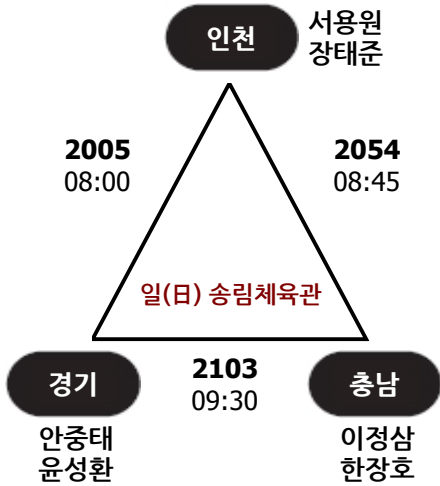 인천
서용원
장태준
2005
08:00
2054
08:45
일(日) 송림체육관
경기
2103
09:30
충남
안중태
윤성환
이정삼
한장호